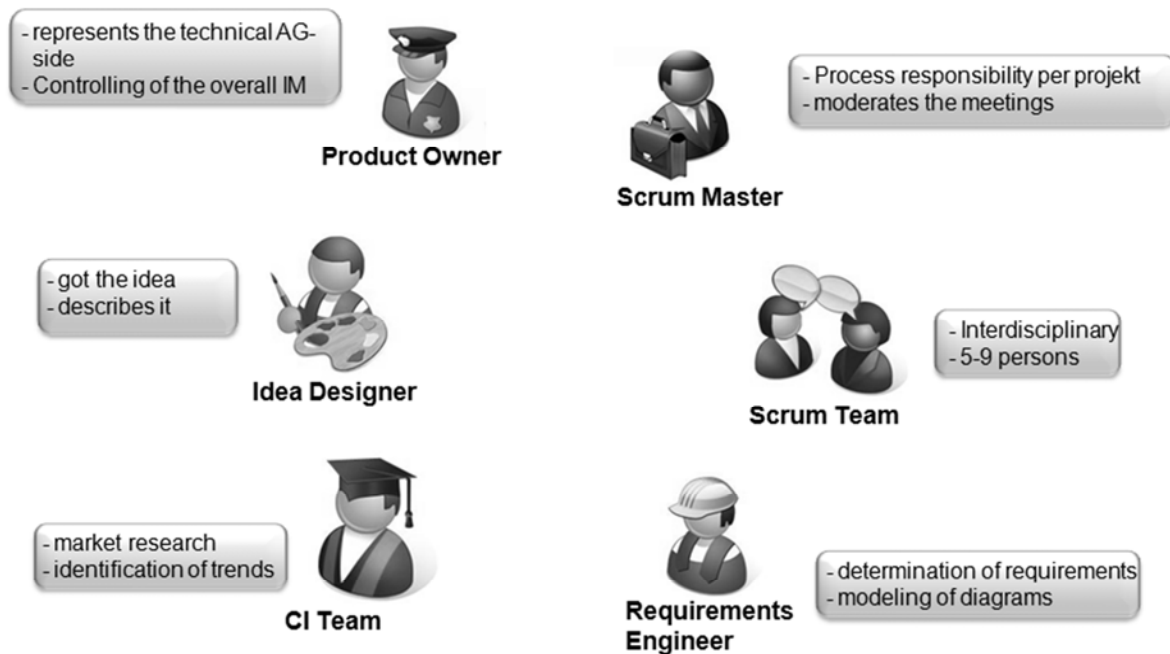 - represents the technical AG-
side
- Controlling of the overall IM
Product Owner
- Process responsibility per projekt
- moderates the meetings
Scrum Master
- got the idea
- describes it
Idea Designer
- Interdisciplinary
- 5-9 persons
Scrum Team
- market research
- identification of trends
CI Team
- determination of requirements
- modeling of diagrams
Requirements
Engineer